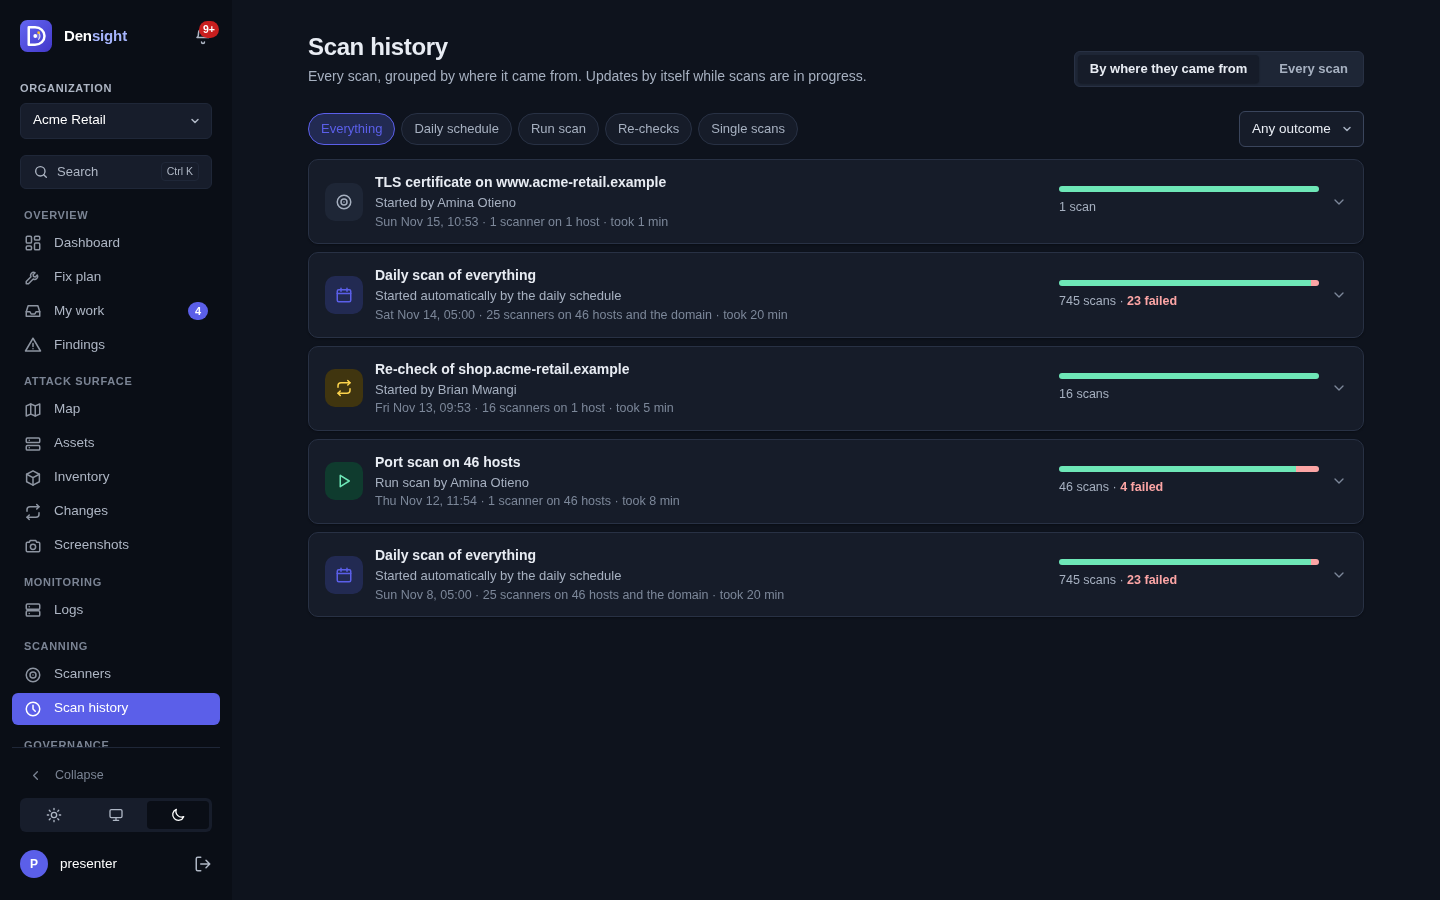 Densight
9+
ORGANIZATION
Acme Retail
Search
Ctrl K
OVERVIEW
Dashboard
Fix plan
My work
4
Findings
ATTACK SURFACE
Map
Assets
Inventory
Changes
Screenshots
MONITORING
Logs
SCANNING
Scanners
Scan history
GOVERNANCE
Collapse
P
presenter
Scan history
Every scan, grouped by where it came from. Updates by itself while scans are in progress.
By where they came from
Every scan
Everything
Daily schedule
Run scan
Re-checks
Single scans
Any outcome
TLS certificate on www.acme-retail.example
Started by Amina Otieno
Sun Nov 15, 10:53 · 1 scanner on 1 host · took 1 min
1 scan
Daily scan of everything
Started automatically by the daily schedule
Sat Nov 14, 05:00 · 25 scanners on 46 hosts and the domain · took 20 min
745 scans · 23 failed
Re-check of shop.acme-retail.example
Started by Brian Mwangi
Fri Nov 13, 09:53 · 16 scanners on 1 host · took 5 min
16 scans
Port scan on 46 hosts
Run scan by Amina Otieno
Thu Nov 12, 11:54 · 1 scanner on 46 hosts · took 8 min
46 scans · 4 failed
Daily scan of everything
Started automatically by the daily schedule
Sun Nov 8, 05:00 · 25 scanners on 46 hosts and the domain · took 20 min
745 scans · 23 failed